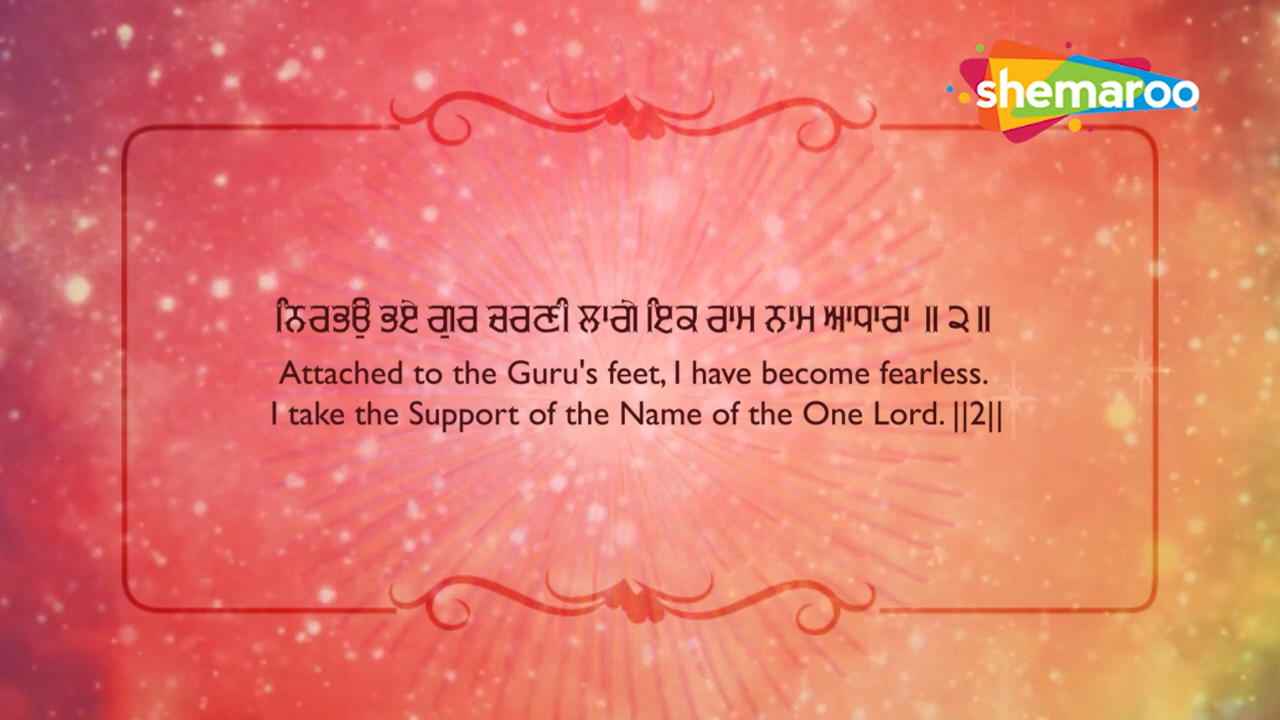 shemaroo
ਨਿਰਭਉ ਭਏ ਗੁਰ ਚਰਣੀ ਲਾਗੇ ਇਕ ਰਾਮ ਨਾਮ ਆਧਾਰਾ ॥ ੨ ॥
Attached to the Guru's feet, I have become fearless.
I take the Support of the Name of the One Lord. ||2||